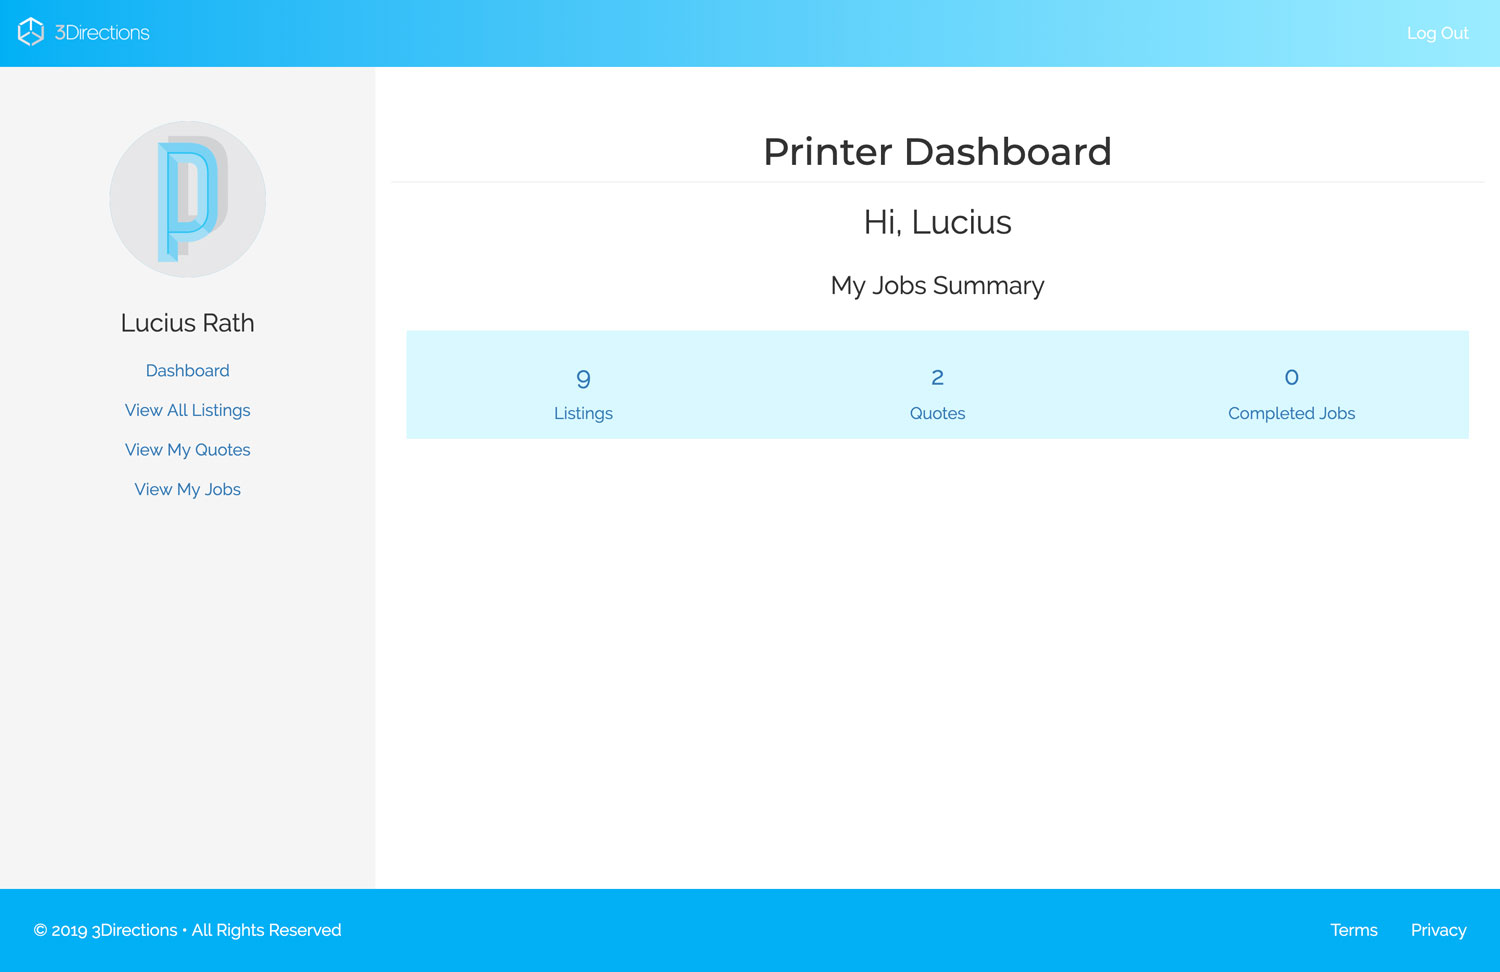 3Directions
Log Out
P
Lucius Rath
Dashboard
View All Listings
View My Quotes
View My Jobs
Printer Dashboard
Hi, Lucius
My Jobs Summary
9 2 0
Listings Quotes Completed Jobs
© 2019 3Directions • All Rights Reserved
Terms Privacy